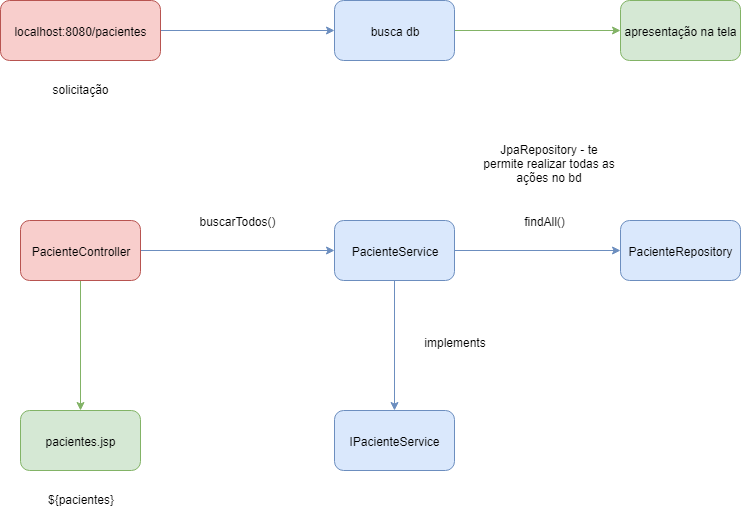 localhost:8080/pacientes
busca db
apresentação na tela
solicitação
JpaRepository - te
permite realizar todas as
ações no bd
buscarTodos()
findAll()
PacienteController
PacienteService
PacienteRepository
implements
pacientes.jsp
IPacienteService
${pacientes}